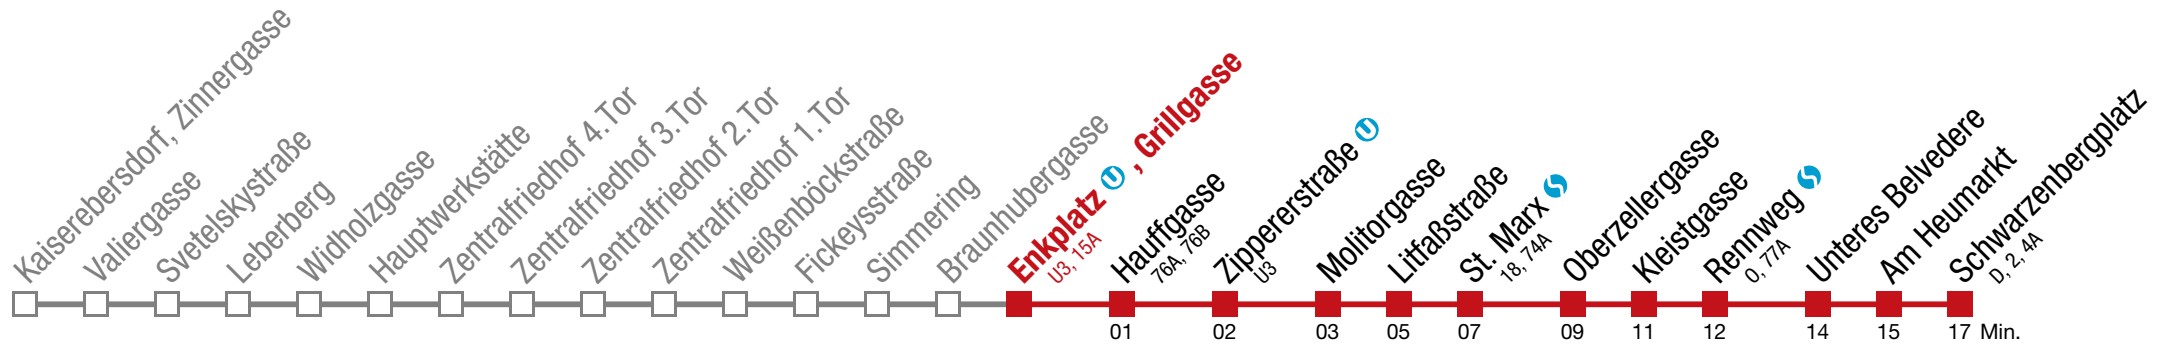 Kaiserebersdorf, Zinnergasse
Valiergasse
Svetelskystraße
Leberberg
Widholzgasse
Hauptwerkstätte
Zentralfriedhof 4.Tor
Zentralfriedhof 3.Tor
Zentralfriedhof 2.Tor
Zentralfriedhof 1.Tor
Weißenböckstraße
Fickeysstraße
Simmering
Braunhubergasse
Enkplatz U , Grillgasse
U3, 15A
Hauffgasse
76A, 76B
Zippererstraße U
U3
Molitorgasse
Litfaßstraße
St. Marx S
18, 74A
Oberzellergasse
Kleistgasse
Rennweg S
O, 77A
Unteres Belvedere
Am Heumarkt
Schwarzenbergplatz
D, 2, 4A
01 02 03 05 07 09 11 12 14 15 17 Min.